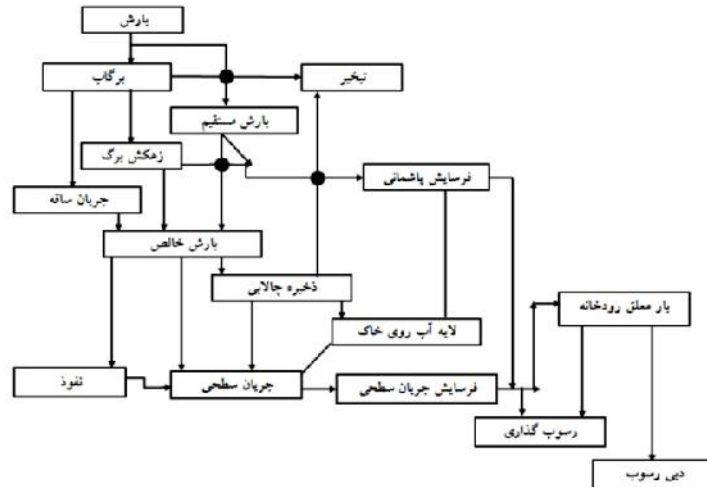 بارش
برگاب
تبخیر
بارش مستقیم
زهکش برگ
فرسایش پاشمانی
جریان ساقه
بارش خالص
ذخیره چالابی
بار معلق رودخانه
لایه آب روی خاک
نفوذ
جریان سطحی
فرسایش جریان سطحی
رسوب گذاری
دبی رسوب